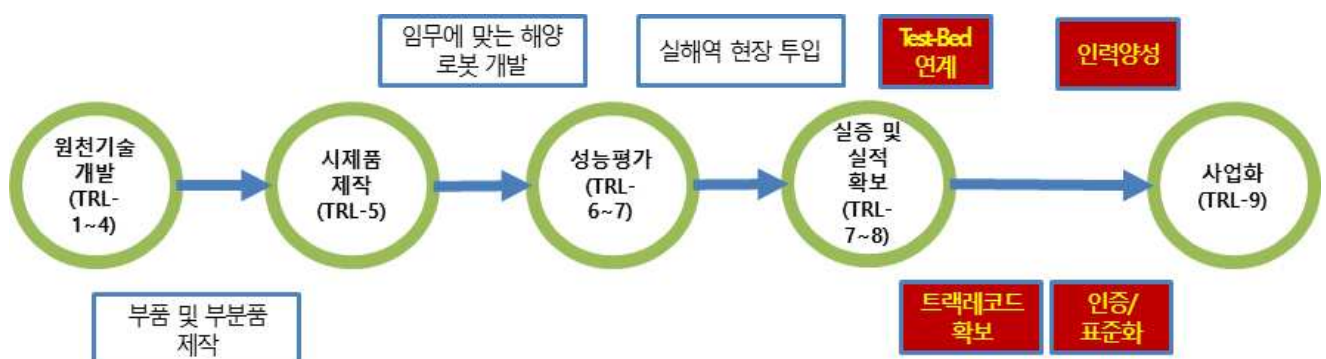 임무에 맞는 해양
로봇 개발
실해역 현장 투입
Test-Bed
연계
인력양성
원천기술
개발
(TRL-
1~4)
시제품
제작
(TRL-5)
성능평가
(TRL-
6~7)
실증 및
실적
확보
(TRL-
7~8)
사업화
(TRL-9)
부품 및 부분품
제작
트랙레코드
확보
인증/
표준화